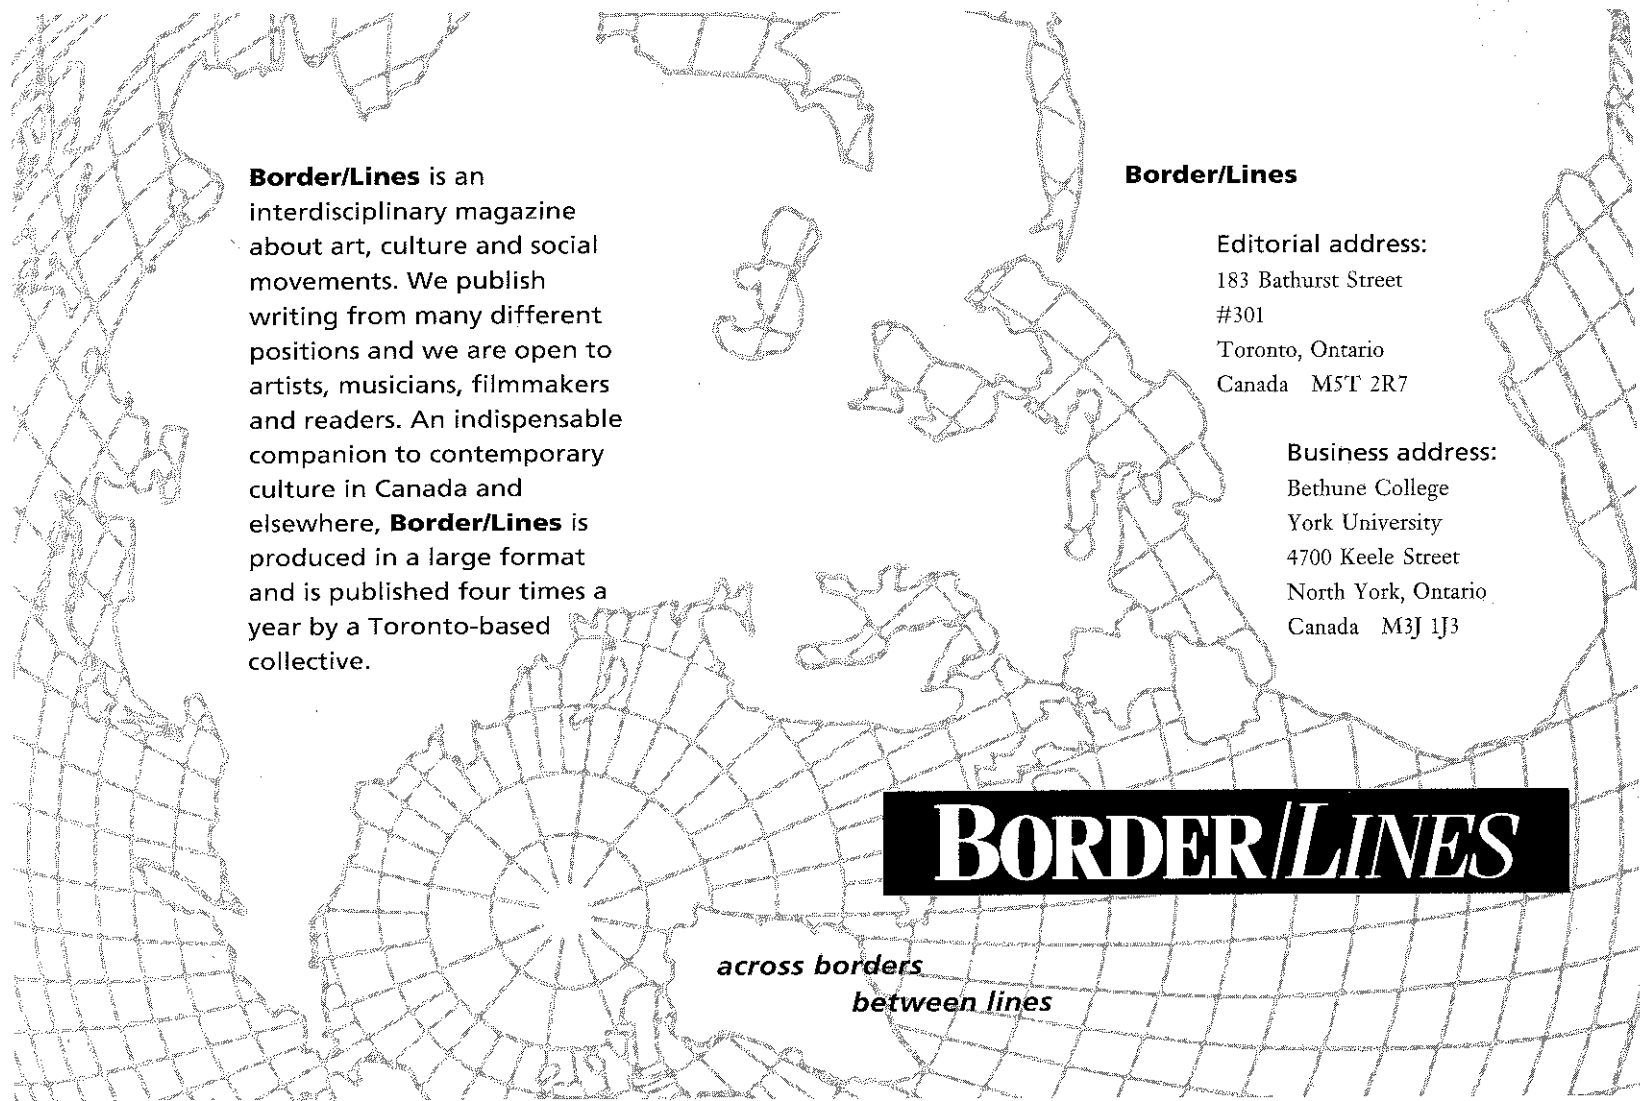 Border/Lines is an
interdisciplinary magazine
about art, culture and social
movements. We publish
writing from many different
positions and we are open to
artists, musicians, filmmakers
and readers. An indispensable
companion to contemporary
culture in Canada and
elsewhere, Border/Lines is
produced in a large format
and is published four times a
year by a Toronto-based
collective.
Border/Lines
Editorial address:
183 Bathurst Street
#301
Toronto, Ontario
Canada M5T 2R7
Business address:
Bethune College
York University
4700 Keele Street
North York, Ontario
Canada M3J 1J3
BORDER/LINES
across borders
between lines